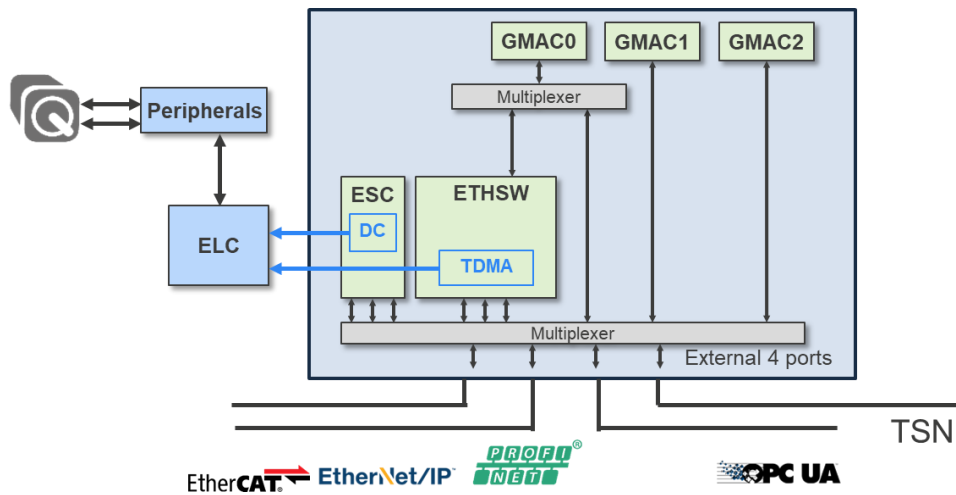 GMAC0
GMAC1
GMAC2
Multiplexer
Q
Peripherals
ESC
ETHSW
DC
ELC
TDMA
Multiplexer
External 4 ports
TSN
EtherCAT®
EtherNet/IP™
PROFI®
NET
OPC UA